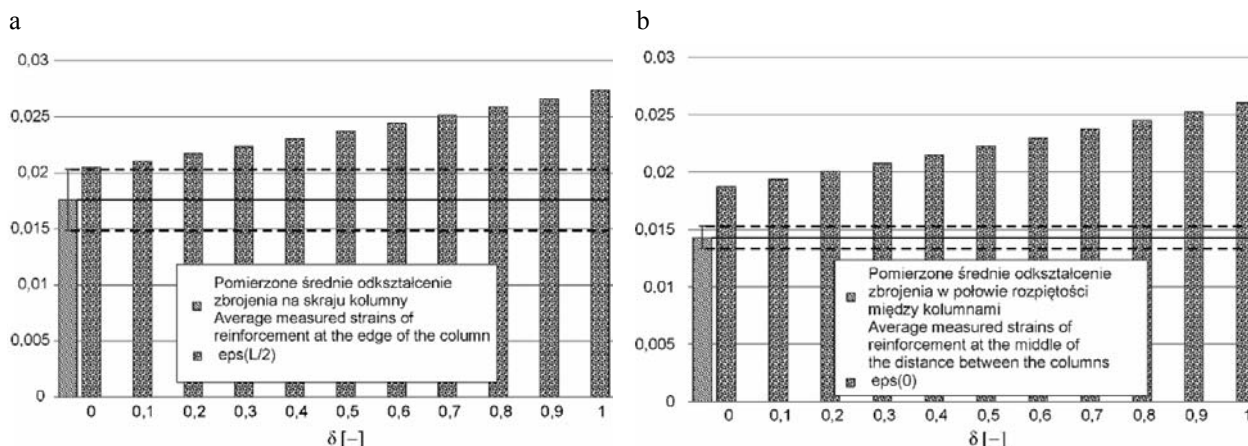 a
0,03
0,025
0,02
0,015
0,01
0,005
0
Pomierzone średnie odkształcenie
zbrojenia na skraju kolumny
Average measured strains of
reinforcement at the edge of the column
eps(L/2)
0 0,1 0,2 0,3 0,4 0,5 0,6 0,7 0,8 0,9 1
δ [–]
b
0.03
0.025
0,02
0,015
0,01
0,005
0
Pomierzone średnie odkształcenie
zbrojenia w połowie rozpiętości
między kolumnami
Average measured strains of
reinforcement at the middle of
the distance between the columns
eps(0)
0 0,1 0,2 0,3 0,4 0,5 0,6 0,7 0,8 0,9 1
δ [–]